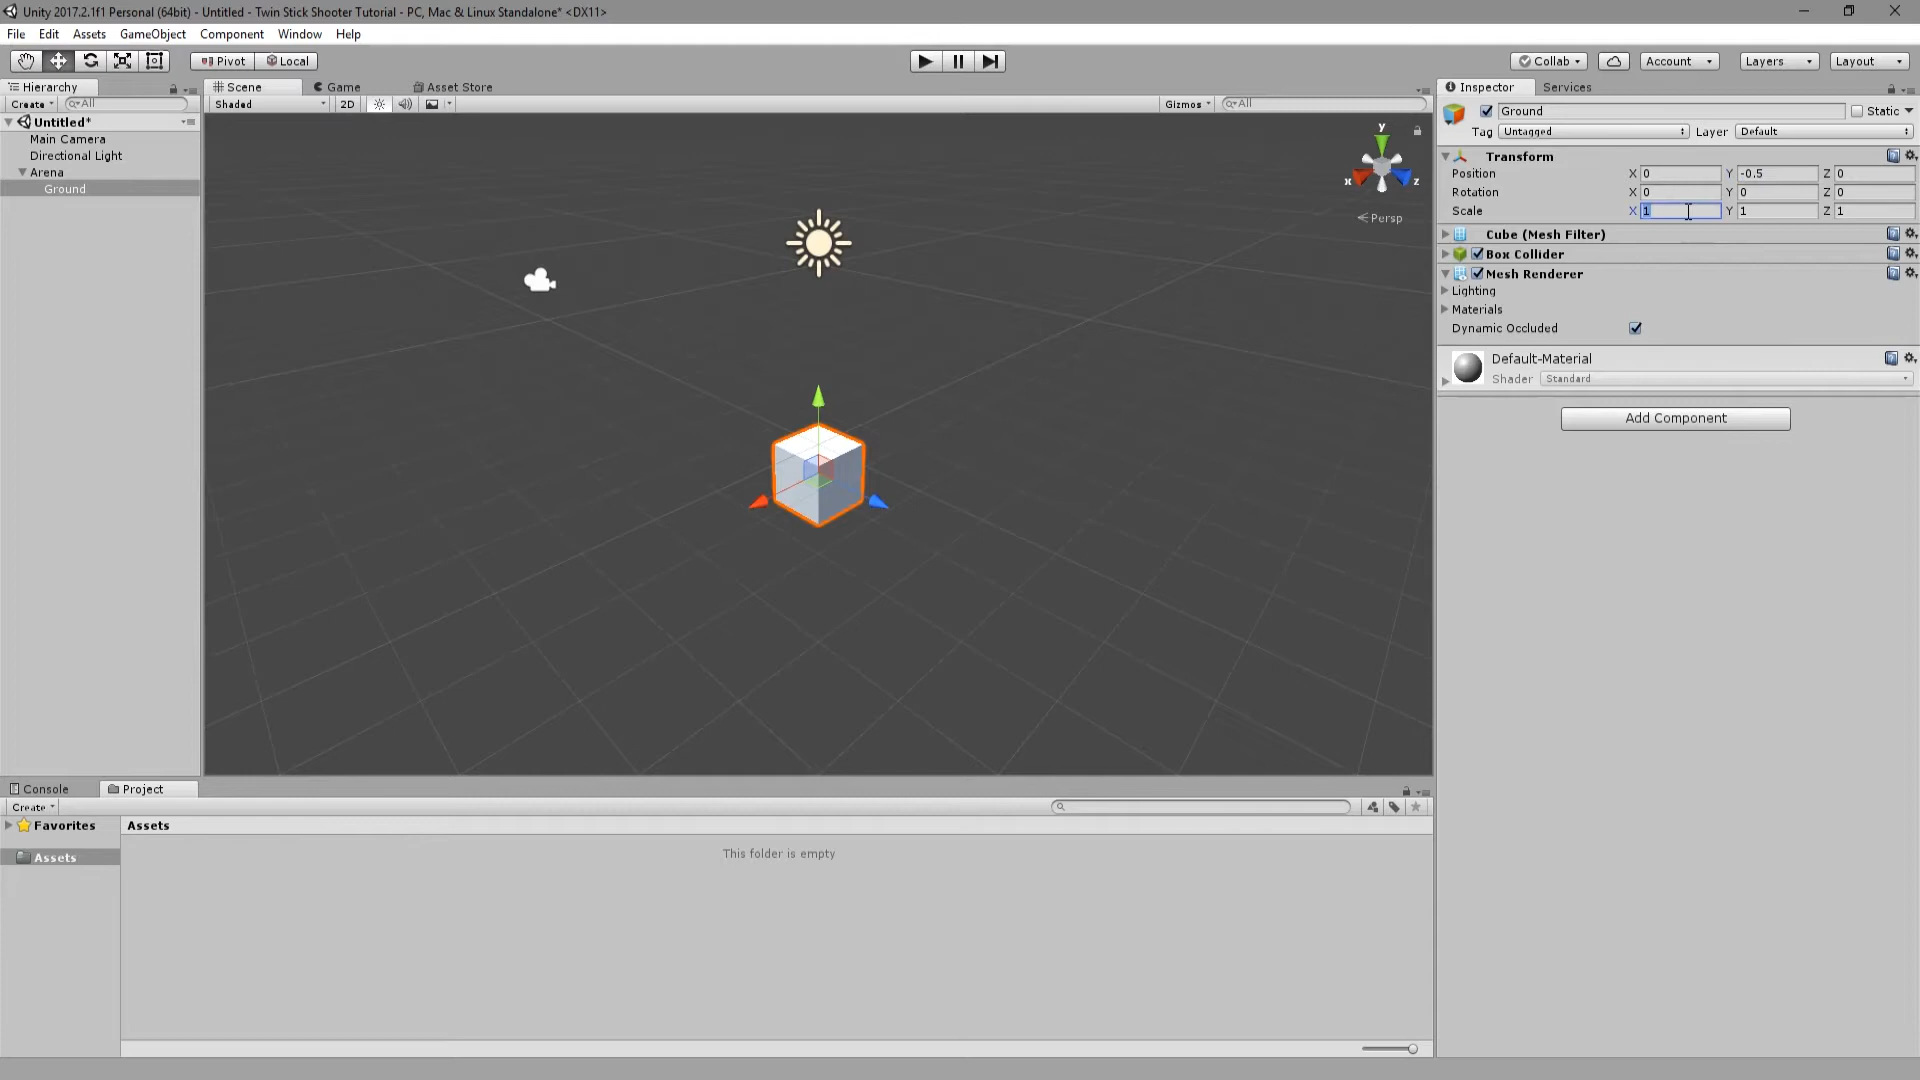 Unity 2017.2.1f1 Personal (64bit) - Untitled - Twin Stick Shooter Tutorial - PC, Mac & Linux Standalone* <DX11>
File Edit Assets GameObject Component Window Help
Pivot Local Collab Account Layers Layout
Hierarchy
Create All
Untitled*
Main Camera
Directional Light
Arena
Ground
Scene Game Asset Store
Shaded 2D Gizmos All
y
x z
Persp
Inspector Services
Ground Static
Tag Untagged Layer Default
Transform
Position X 0 Y -0.5 Z 0
Rotation X 0 Y 0 Z 0
Scale X 1 Y 1 Z 1
Cube (Mesh Filter)
Box Collider
Mesh Renderer
Lighting
Materials
Dynamic Occluded
Default-Material
Shader Standard
Add Component
Console Project
Create
Favorites
Assets
Assets
This folder is empty